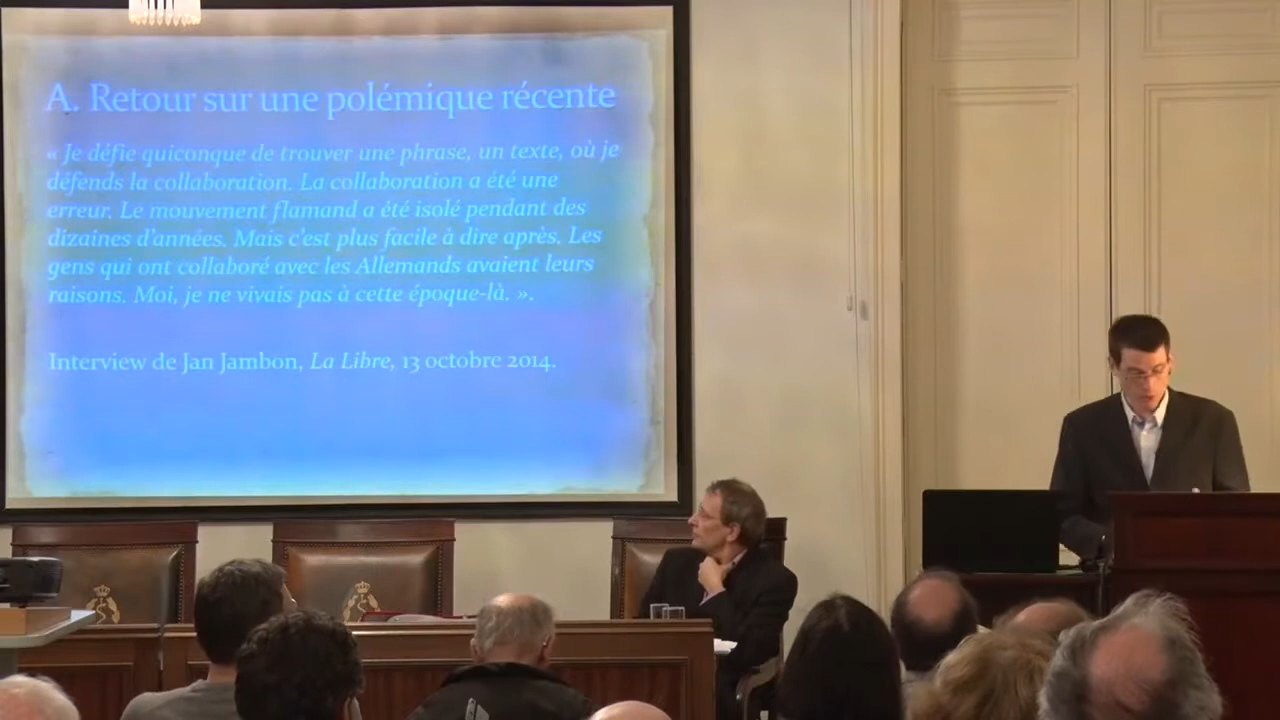 A. Retour sur une polémique récente
« Je défie quiconque de trouver une phrase, un texte, où je
défends la collaboration. La collaboration a été une
erreur. Le mouvement flamand a été isolé pendant des
dizaines d'années. Mais c'est plus facile à dire après. Les
gens qui ont collaboré avec les Allemands avaient leurs
raisons. Moi, je ne vivais pas à cette époque-là. ».
Interview de Jan Jambon, La Libre, 13 octobre 2014.